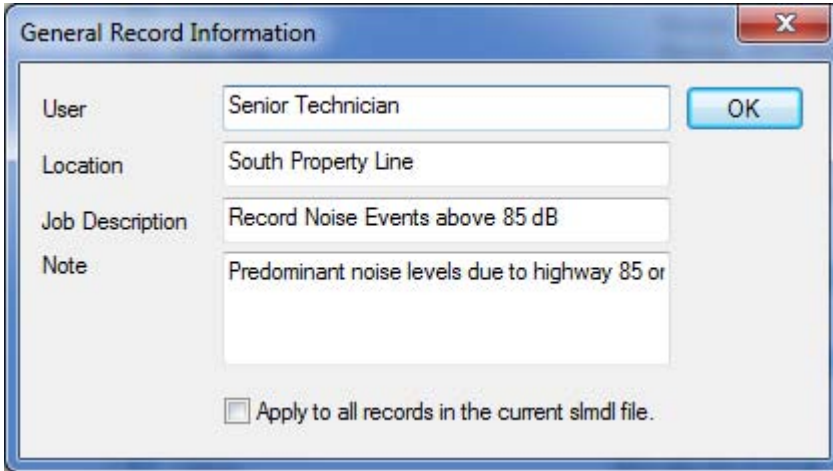 General Record Information
User Senior Technician OK
Location South Property Line
Job Description Record Noise Events above 85 dB
Note Predominant noise levels due to highway 85 or
Apply to all records in the current slmdl file.